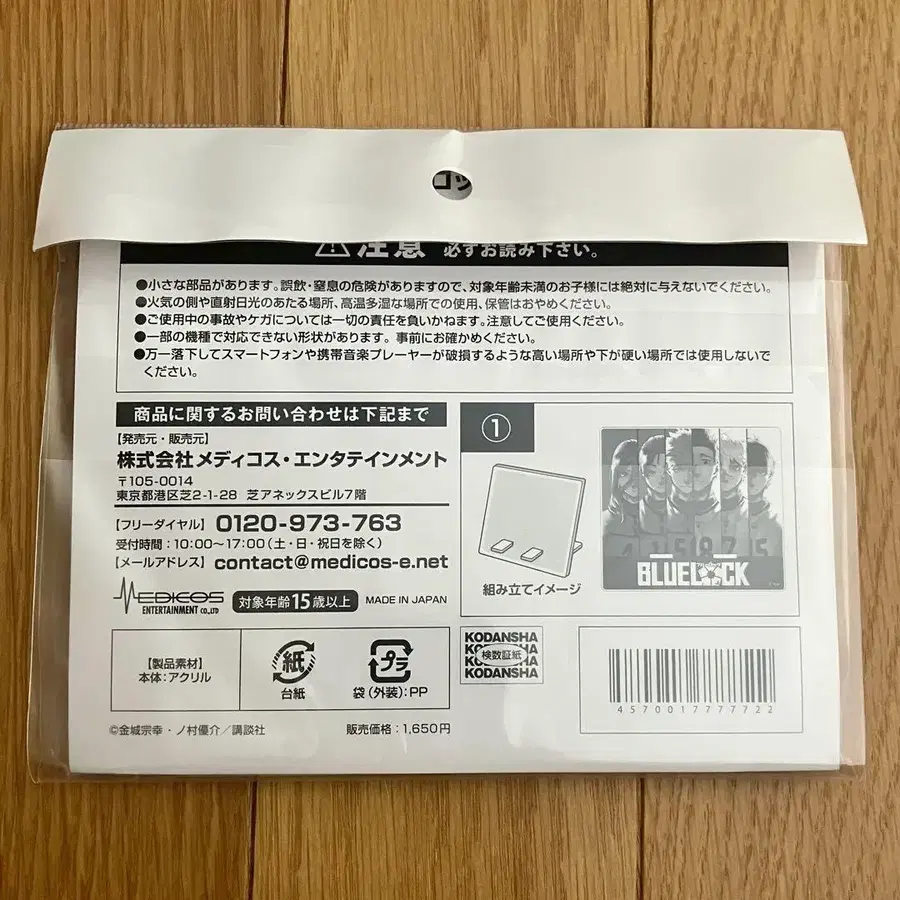 ゴッ
⚠注意 必ずお読み下さい。
●小さな部品があります。誤飲・窒息の危険がありますので、対象年齢未満のお子様には絶対に与えないでください。
●火気の側や直射日光のあたる場所、高温多湿な場所での使用、保管はおやめください。
●ご使用中の事故やケガについては一切の責任を負いかねます。注意してご使用ください。
●一部の機種で対応できない形状があります。事前にお確かめください。
●万一落下してスマートフォンや携帯音楽プレーヤーが破損するような高い場所や下が硬い場所では使用しないで
ください。
商品に関するお問い合わせは下記まで
【発売元・販売元】
株式会社メディコス・エンタテインメント
〒105-0014
東京都港区芝2-1-28 芝アネックスビル7階
【フリーダイヤル】 0120-973-763
受付時間：10:00～17:00（土・日・祝日を除く）
【メールアドレス】 contact@medicos-e.net
MEDICOS
ENTERTAINMENT CO.,LTD
対象年齢15歳以上 MADE IN JAPAN
①
組み立てイメージ
BLUELOCK
【製品素材】
本体：アクリル
紙
台紙
プラ
袋（外装）：PP
KODANSHA
検数証紙
KODANSHA
4570017777722
©金城宗幸・ノ村優介／講談社
販売価格：1,650円